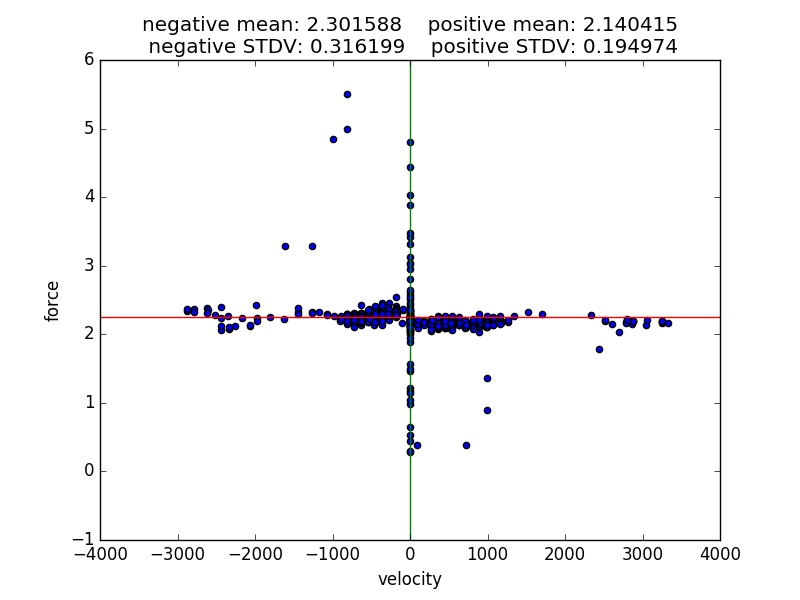 negative mean: 2.301588 positive mean: 2.140415
negative STDV: 0.316199 positive STDV: 0.194974
6
5
4
3
2
1
0
−1
force
−4000 −3000 −2000 −1000 0 1000 2000 3000 4000
velocity